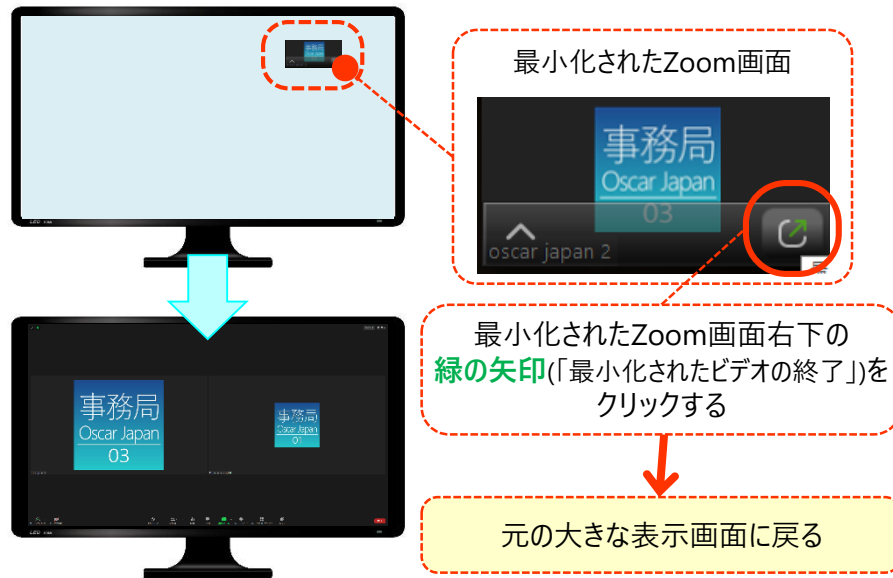 事務局
最小化されたZoom画面
事務局
Oscar Japan
03
oscar japan 2
最小化されたZoom画面右下の
緑の矢印(「最小化されたビデオの終了」)を
クリックする
事務局
Oscar Japan
03
事務局
Oscar Japan
01
元の大きな表示画面に戻る